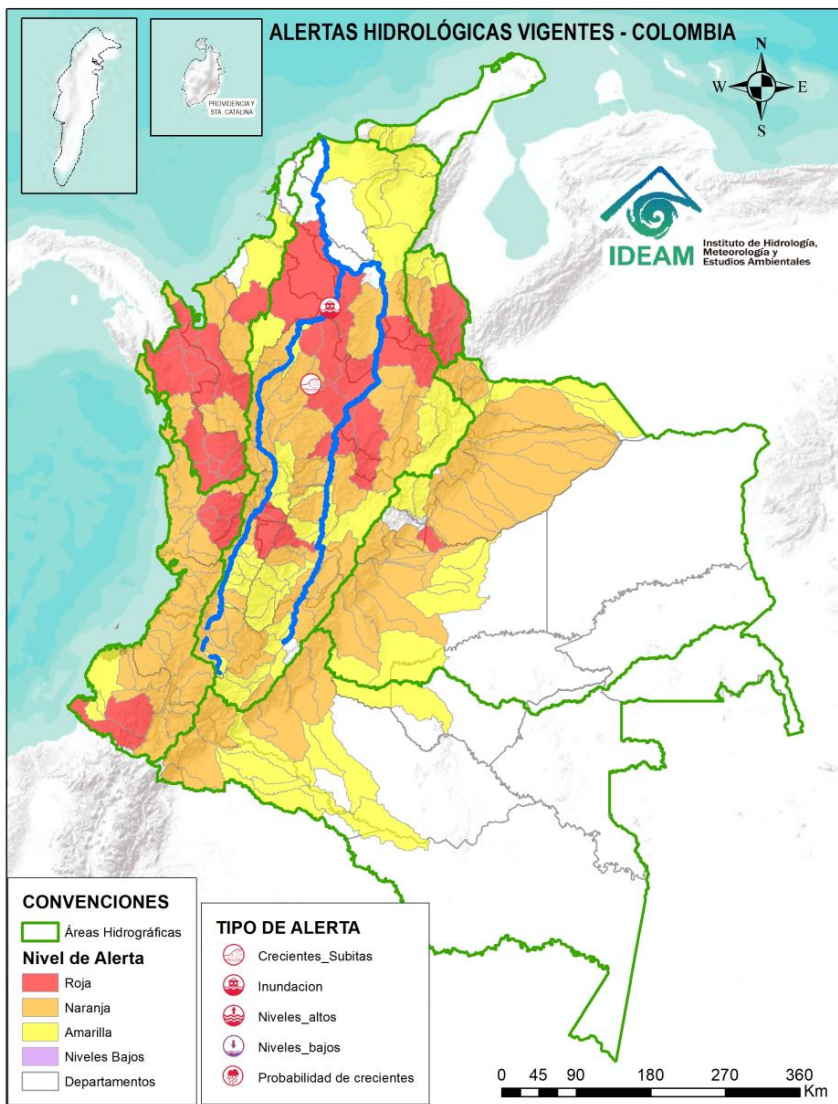 ALERTAS HIDROLÓGICAS VIGENTES - COLOMBIA
PROVIDENCIA Y
STA. CATALINA
N
W E
S
IDEAM
Instituto de Hidrología,
Meteorología y
Estudios Ambientales
CONVENCIONES
Áreas Hidrográficas
Nivel de Alerta
Roja
Naranja
Amarilla
Niveles Bajos
Departamentos
TIPO DE ALERTA
Crecientes_Subitas
Inundacion
Niveles_altos
Niveles_bajos
Probabilidad de crecientes
0 45 90 180 270 360
Km